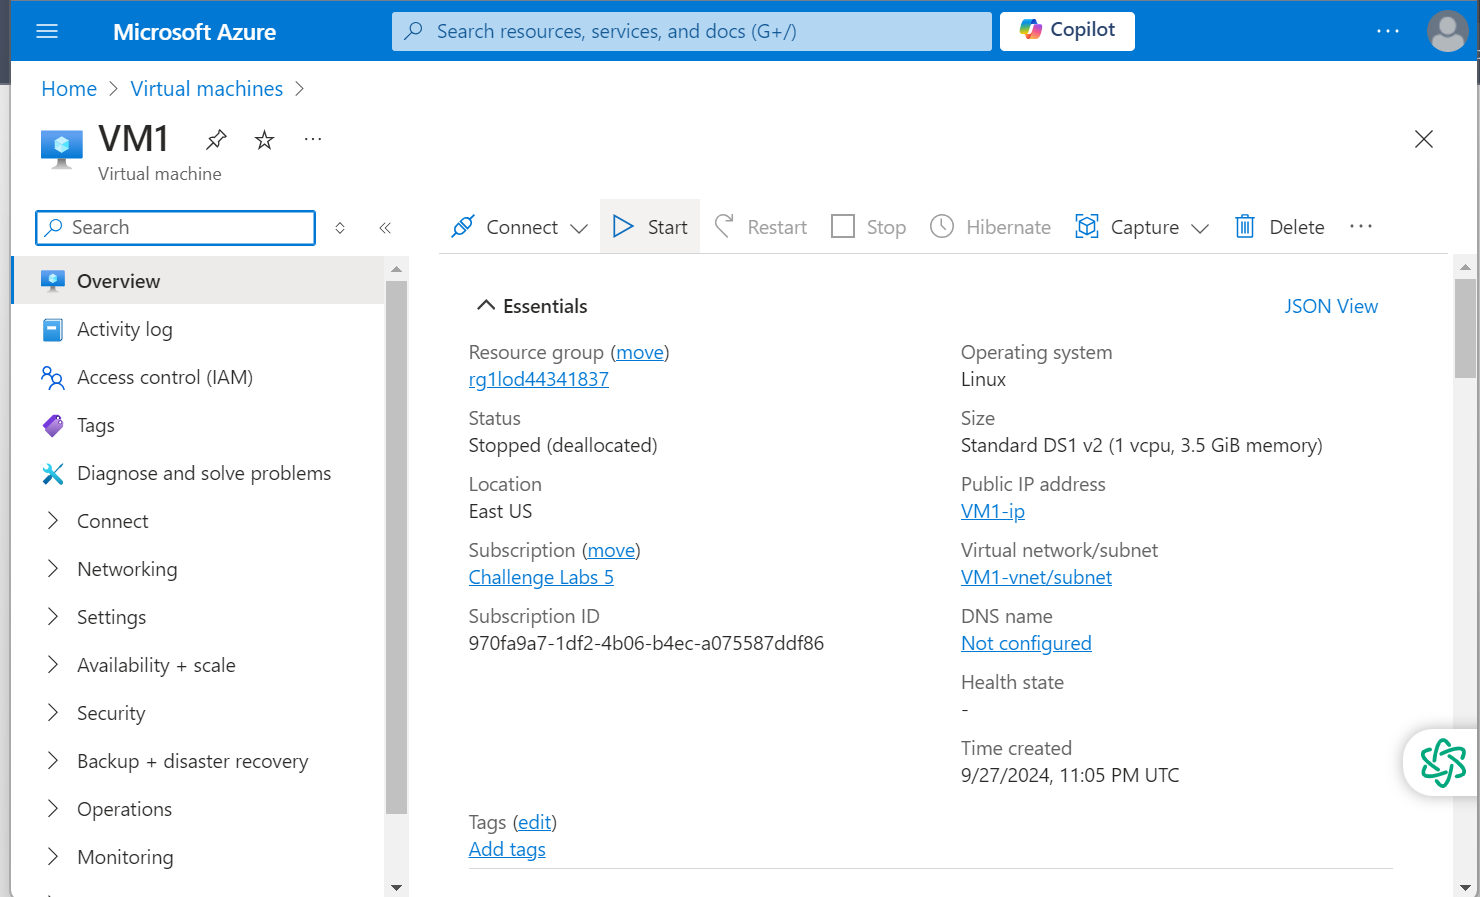 Microsoft Azure
Search resources, services, and docs (G+/)
Copilot
Home > Virtual machines >
VM1
Virtual machine
Search
Connect
Start
Restart
Stop
Hibernate
Capture
Delete
Overview
Activity log
Access control (IAM)
Tags
Diagnose and solve problems
Connect
Networking
Settings
Availability + scale
Security
Backup + disaster recovery
Operations
Monitoring
Essentials
JSON View
Resource group (move)
rg1lod44341837
Status
Stopped (deallocated)
Location
East US
Subscription (move)
Challenge Labs 5
Subscription ID
970fa9a7-1df2-4b06-b4ec-a075587ddf86
Operating system
Linux
Size
Standard DS1 v2 (1 vcpu, 3.5 GiB memory)
Public IP address
VM1-ip
Virtual network/subnet
VM1-vnet/subnet
DNS name
Not configured
Health state
-
Time created
9/27/2024, 11:05 PM UTC
Tags (edit)
Add tags